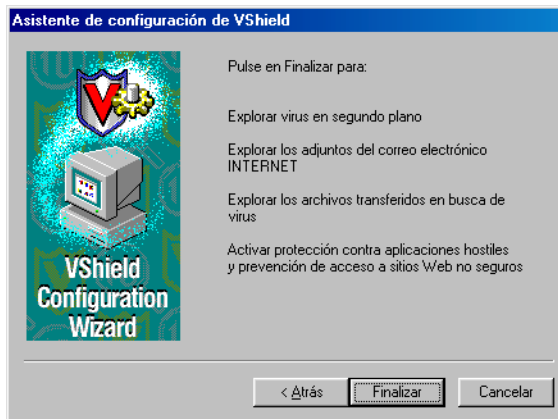 Asistente de configuración de VShield
Pulse en Finalizar para:
Explorar virus en segundo plano
Explorar los adjuntos del correo electrónico
INTERNET
Explorar los archivos transferidos en busca de
virus
Activar protección contra aplicaciones hostiles
y prevención de acceso a sitios Web no seguros
V
VShield
Configuration
Wizard
< Atrás
Finalizar
Cancelar